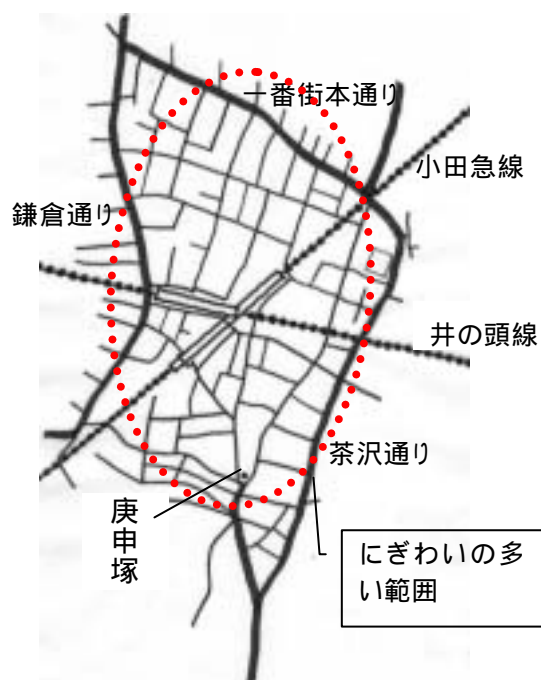 一番街本通り
小田急線
鎌倉通り
井の頭線
茶沢通り
庚申塚
にぎわいの多
い範囲